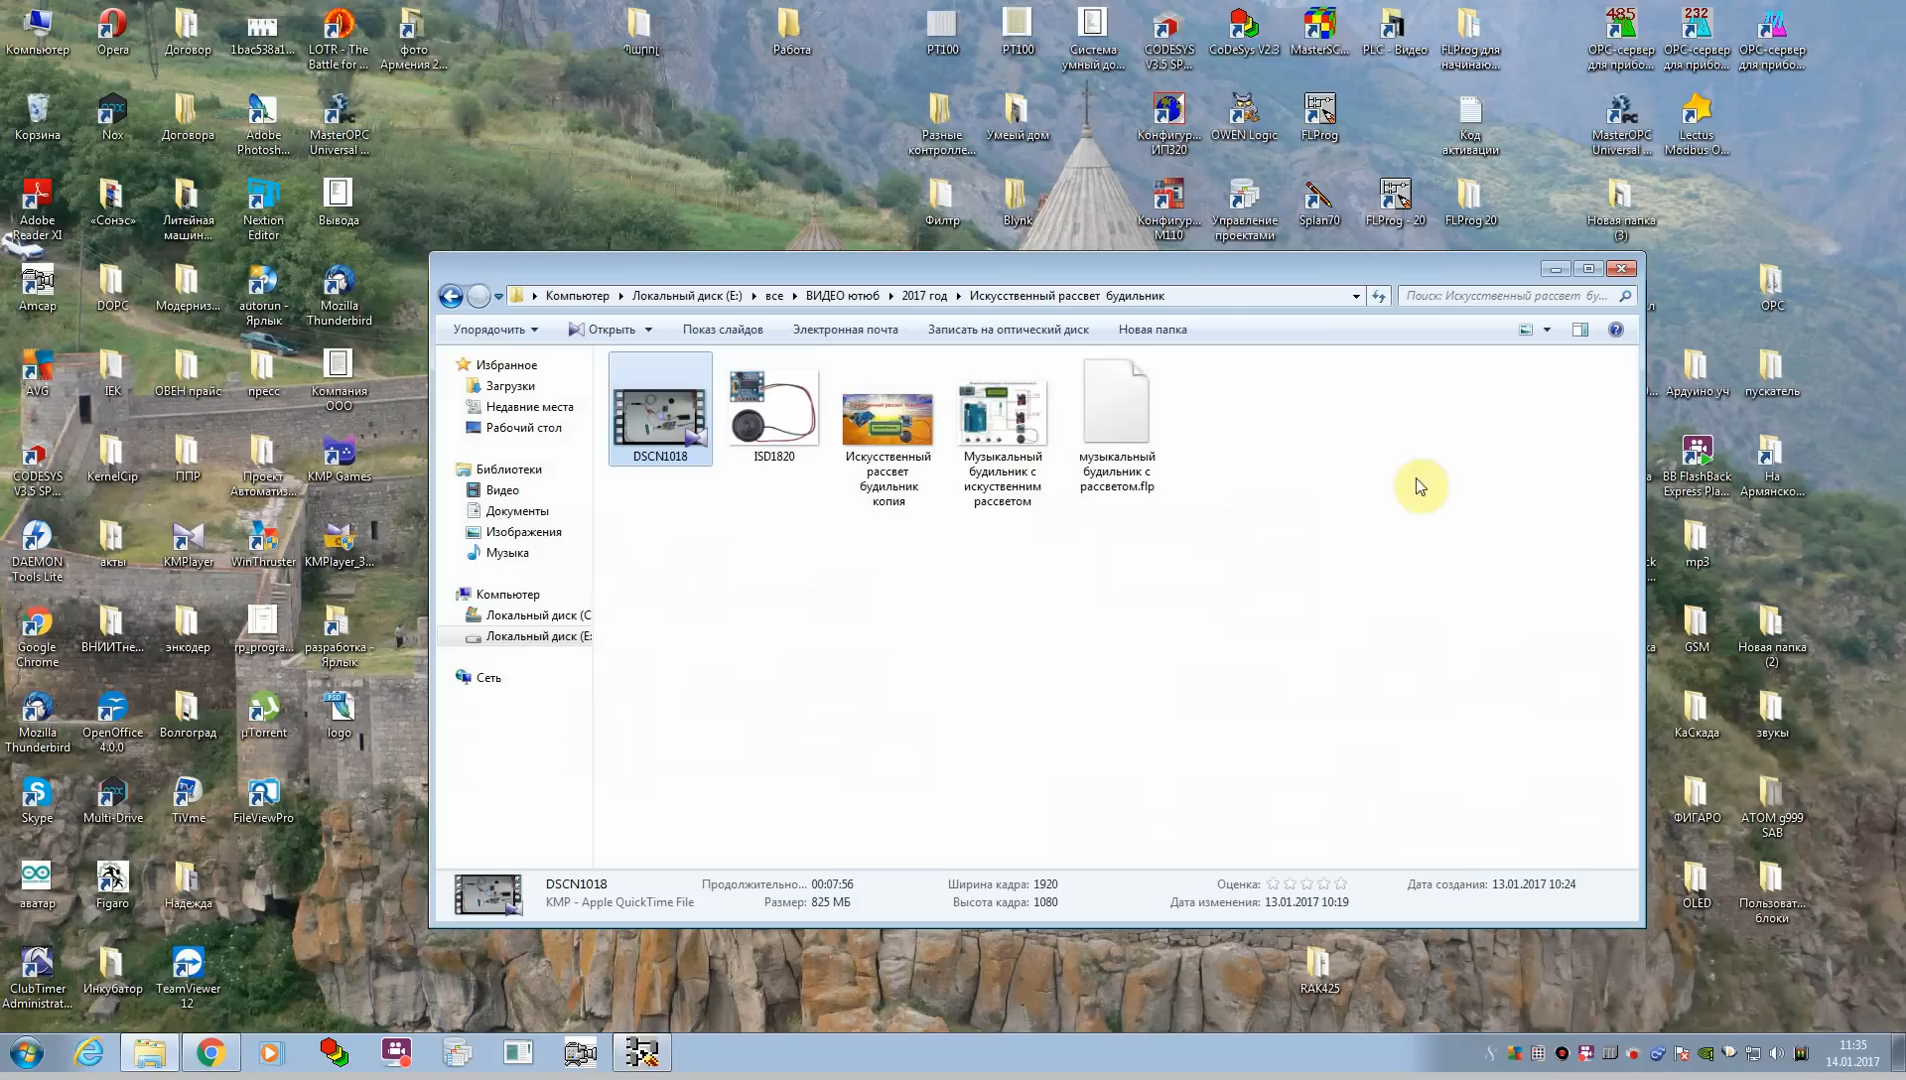 Компьютер
Opera
Договор
1bac538a1...
LOTR - The
Battle for ...
фото
Армения 2...
Պարոլ
Работа
PT100
PT100
Система
умный до...
CODESYS
V3.5 SP...
CoDeSys V2.3
MasterSC...
PLC - Видео
FLProg для
начинаю...
485
OPC-сервер
для прибо...
232
OPC-сервер
для прибо...
OPC-сервер
для прибо...
Корзина
Nox
Договора
Adobe
Photosh...
MasterOPC
Universal ...
Разные
контролле...
Умеый дом
Конфигур...
ИП320
OWEN Logic
FLProg
Код
активации
MasterOPC
Universal ...
Lectus
Modbus O...
Adobe
Reader XI
«Сонэс»
Литейная
машин...
Nextion
Editor
Вывода
Филтр
Blynk
Конфигур...
М110
Управление
проектами
Splan70
FLProg - 20
FLProg 20
Новая папка
(3)
Amcap
DOPC
Модерниз...
autorun -
Ярлык
Mozilla
Thunderbird
OPC
AVG
IEK
ОВЕН прайс
пресс
Компания
ООО
Ардуино уч
пускатель
CODESYS
V3.5 SP...
KernelCip
ППР
Проект
Автоматиз...
KMP Games
BB FlashBack
Express Pla...
На
Армянско...
DAEMON
Tools Lite
акты
KMPlayer
WinThruster
KMPlayer_3...
mp3
Google
Chrome
ВНИИТне...
энкодер
rp_progra...
разработка -
Ярлык
GSM
Новая папка
(2)
Mozilla
Thunderbird
OpenOffice
4.0.0
Волгоград
µTorrent
logo
КаСкада
звукы
Skype
Multi-Drive
TiVme
FileViewPro
ФИГАРО
ATOM g999
SAB
аватар
Figaro
Надежда
OLED
Пользоват...
блоки
ClubTimer
Administrat...
Инкубатор
TeamViewer
12
RAK425
Компьютер
Локальный диск (E:)
все
ВИДЕО ютюб
2017 год
Искусственный рассвет будильник
Поиск: Искусственный рассвет бу...
Упорядочить
Открыть
Показ слайдов
Электронная почта
Записать на оптический диск
Новая папка
Избранное
Загрузки
Недавние места
Рабочий стол
Библиотеки
Видео
Документы
Изображения
Музыка
Компьютер
Локальный диск (C
Локальный диск (E:
Сеть
DSCN1018
ISD1820
Искусственный
рассвет
будильник
копия
Музыкальный
будильник с
искуственним
рассветом
музыкальный
будильник с
рассветом.flp
DSCN1018
KMP - Apple QuickTime File
Продолжительно... 00:07:56
Размер: 825 МБ
Ширина кадра: 1920
Высота кадра: 1080
Оценка:
Дата изменения: 13.01.2017 10:19
Дата создания: 13.01.2017 10:24
11:35
14.01.2017